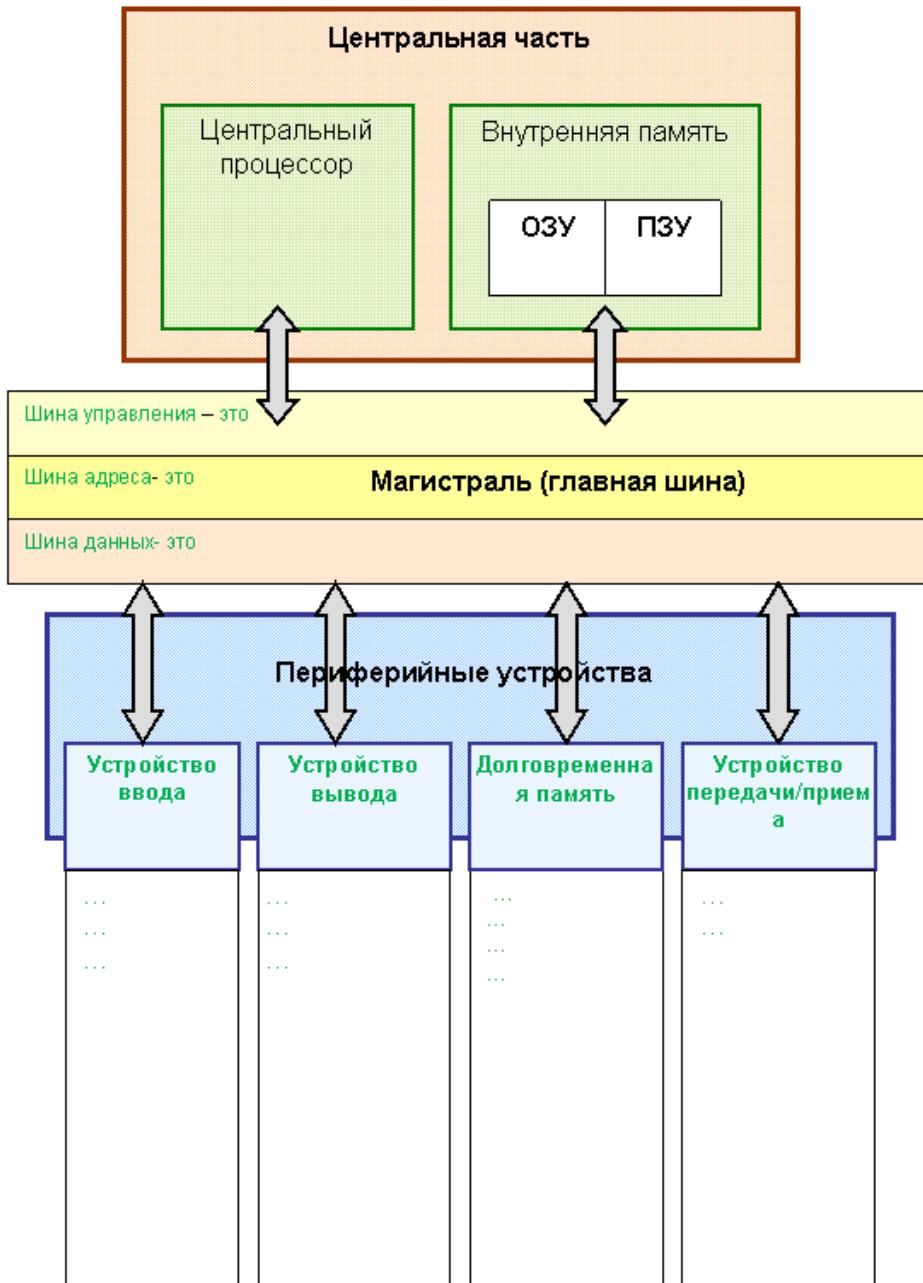 Центральная часть
Центральный
процессор
Внутренняя память
ОЗУ
ПЗУ
Шина управления – это
Шина адреса- это
Магистраль (главная шина)
Шина данных- это
Периферийные устройства
Устройство
ввода
Устройство
вывода
Долговременна
я память
Устройство
передачи/прием
а
...
...
...
...
...
...
...
...
...
...
...
...